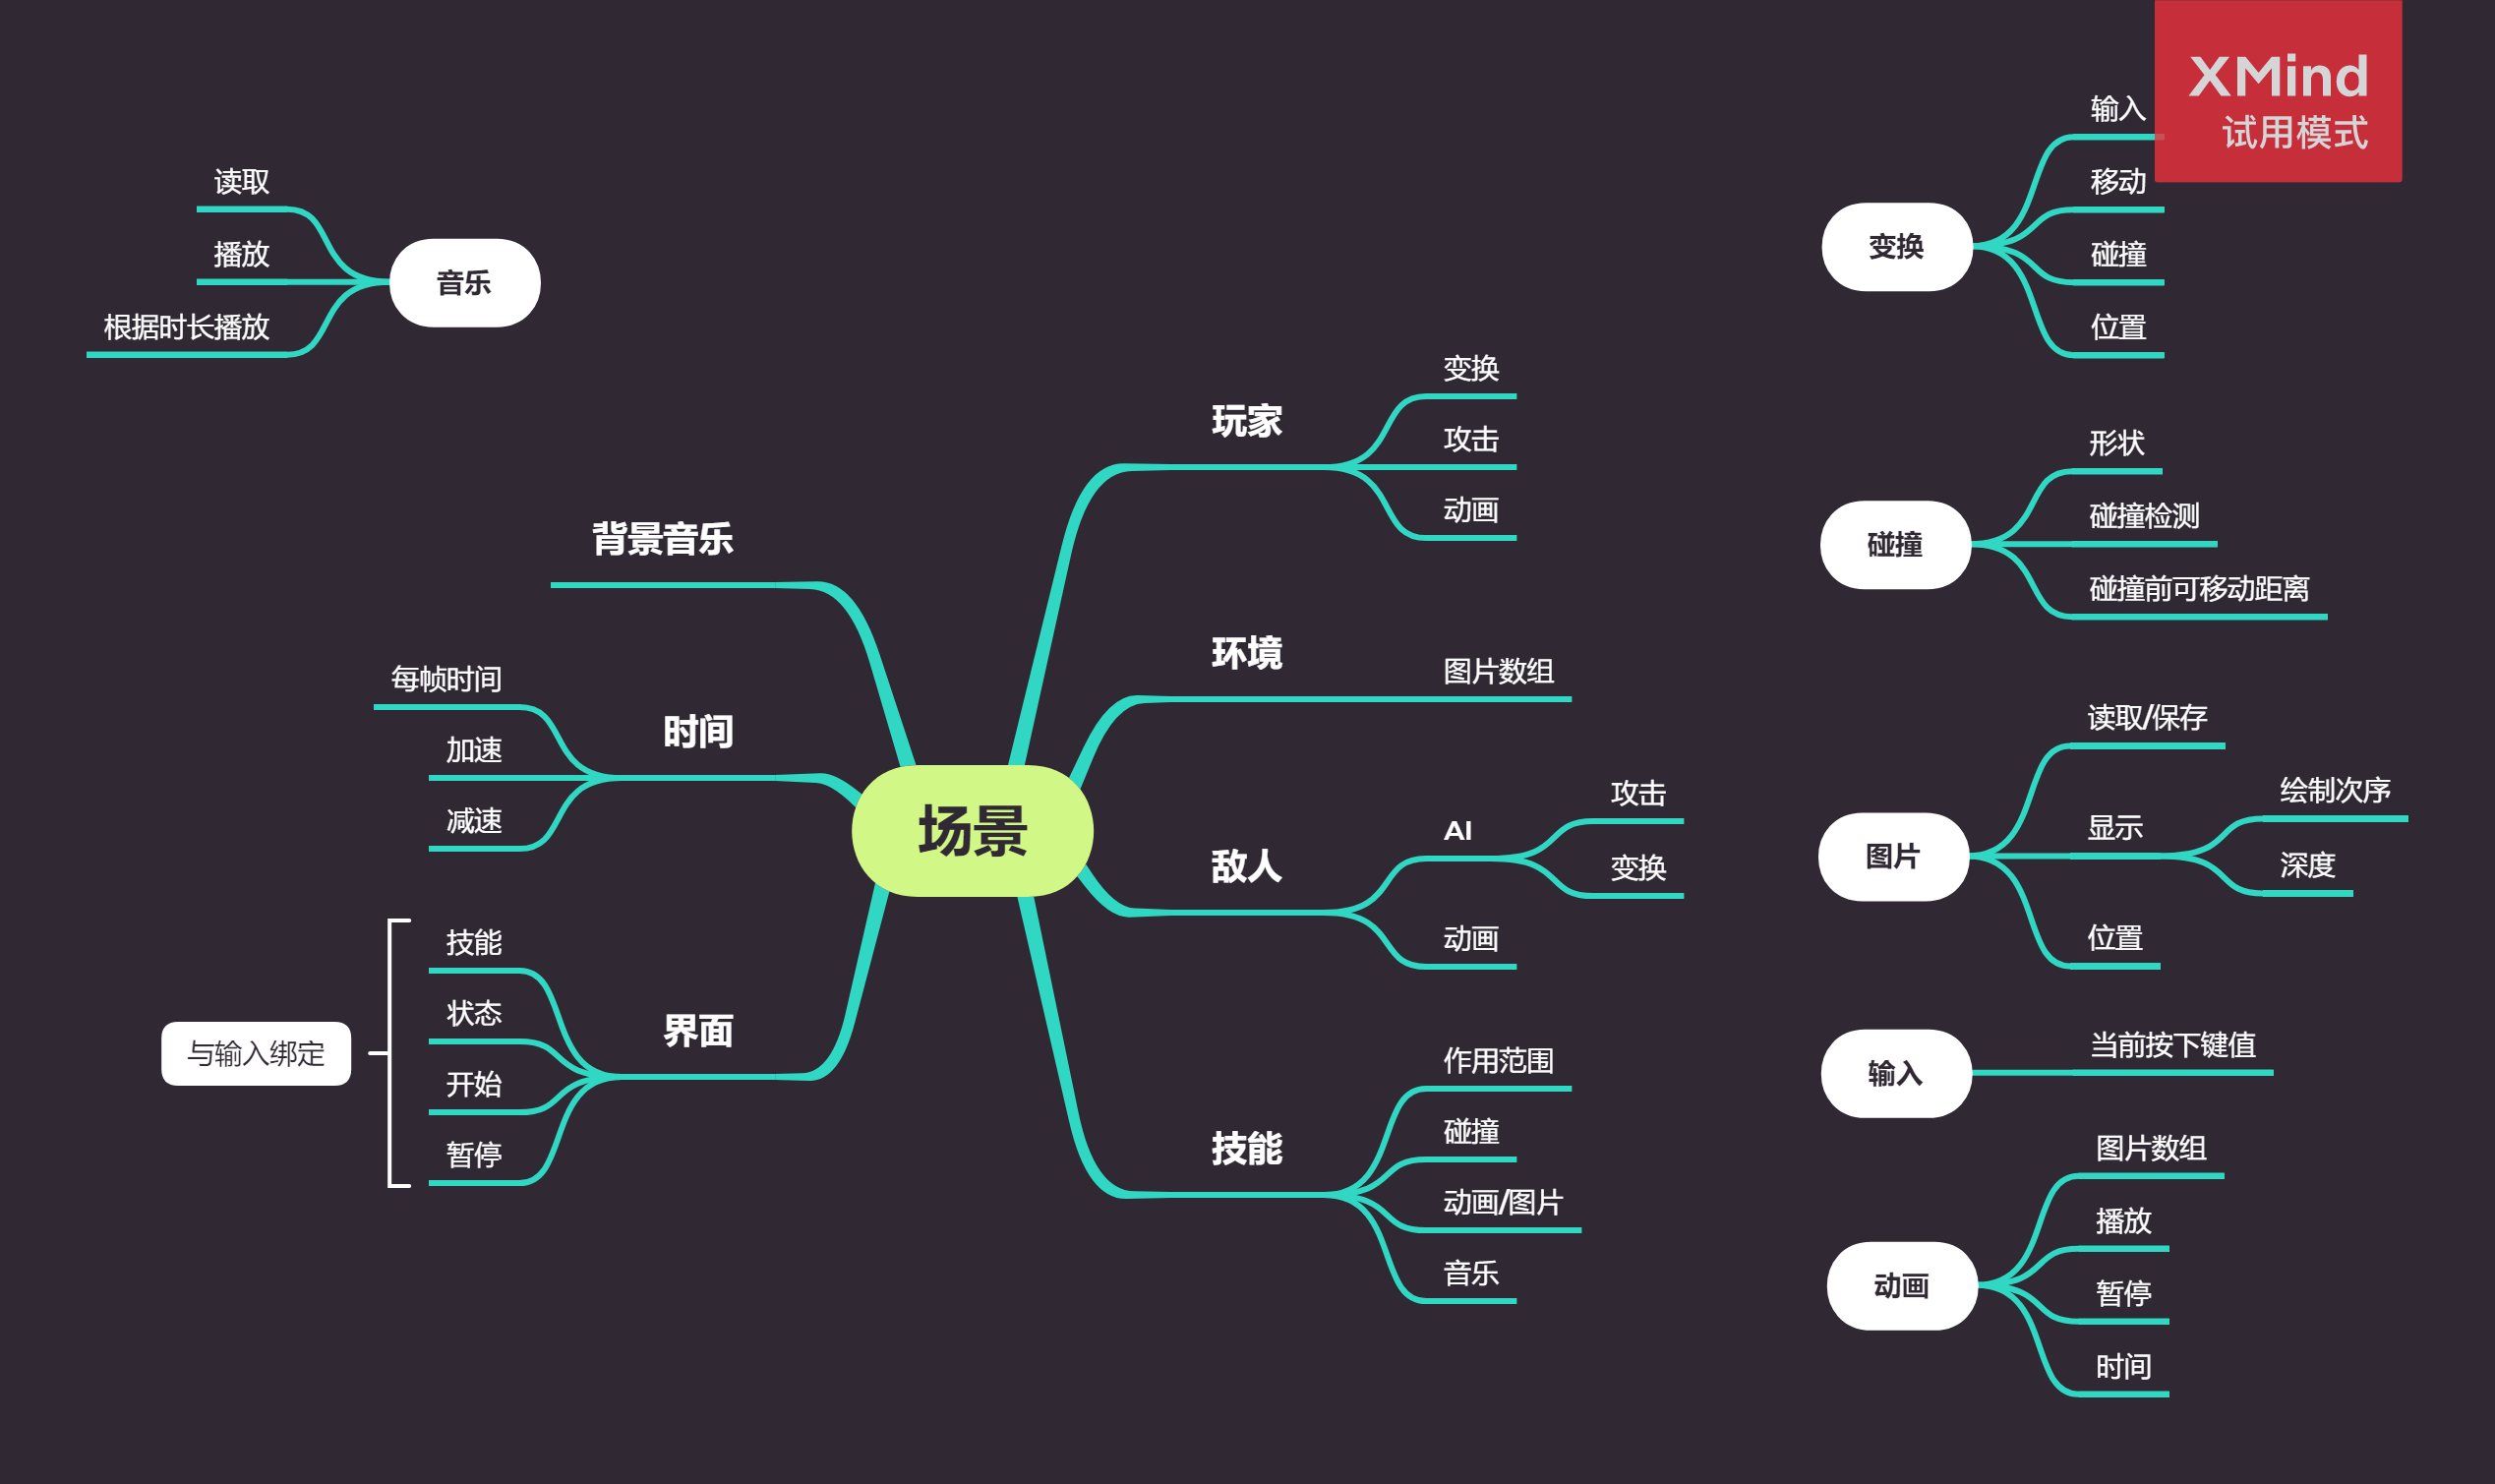 XMind
试用模式
音乐
读取
播放
根据时长播放
场景
玩家
变换
攻击
动画
环境
图片数组
敌人
AI
攻击
变换
动画
技能
作用范围
碰撞
动画/图片
音乐
背景音乐
时间
每帧时间
加速
减速
界面
技能
状态
开始
暂停
与输入绑定
变换
输入
移动
碰撞
位置
碰撞
形状
碰撞检测
碰撞前可移动距离
图片
读取/保存
显示
绘制次序
深度
位置
输入
当前按下键值
动画
图片数组
播放
暂停
时间